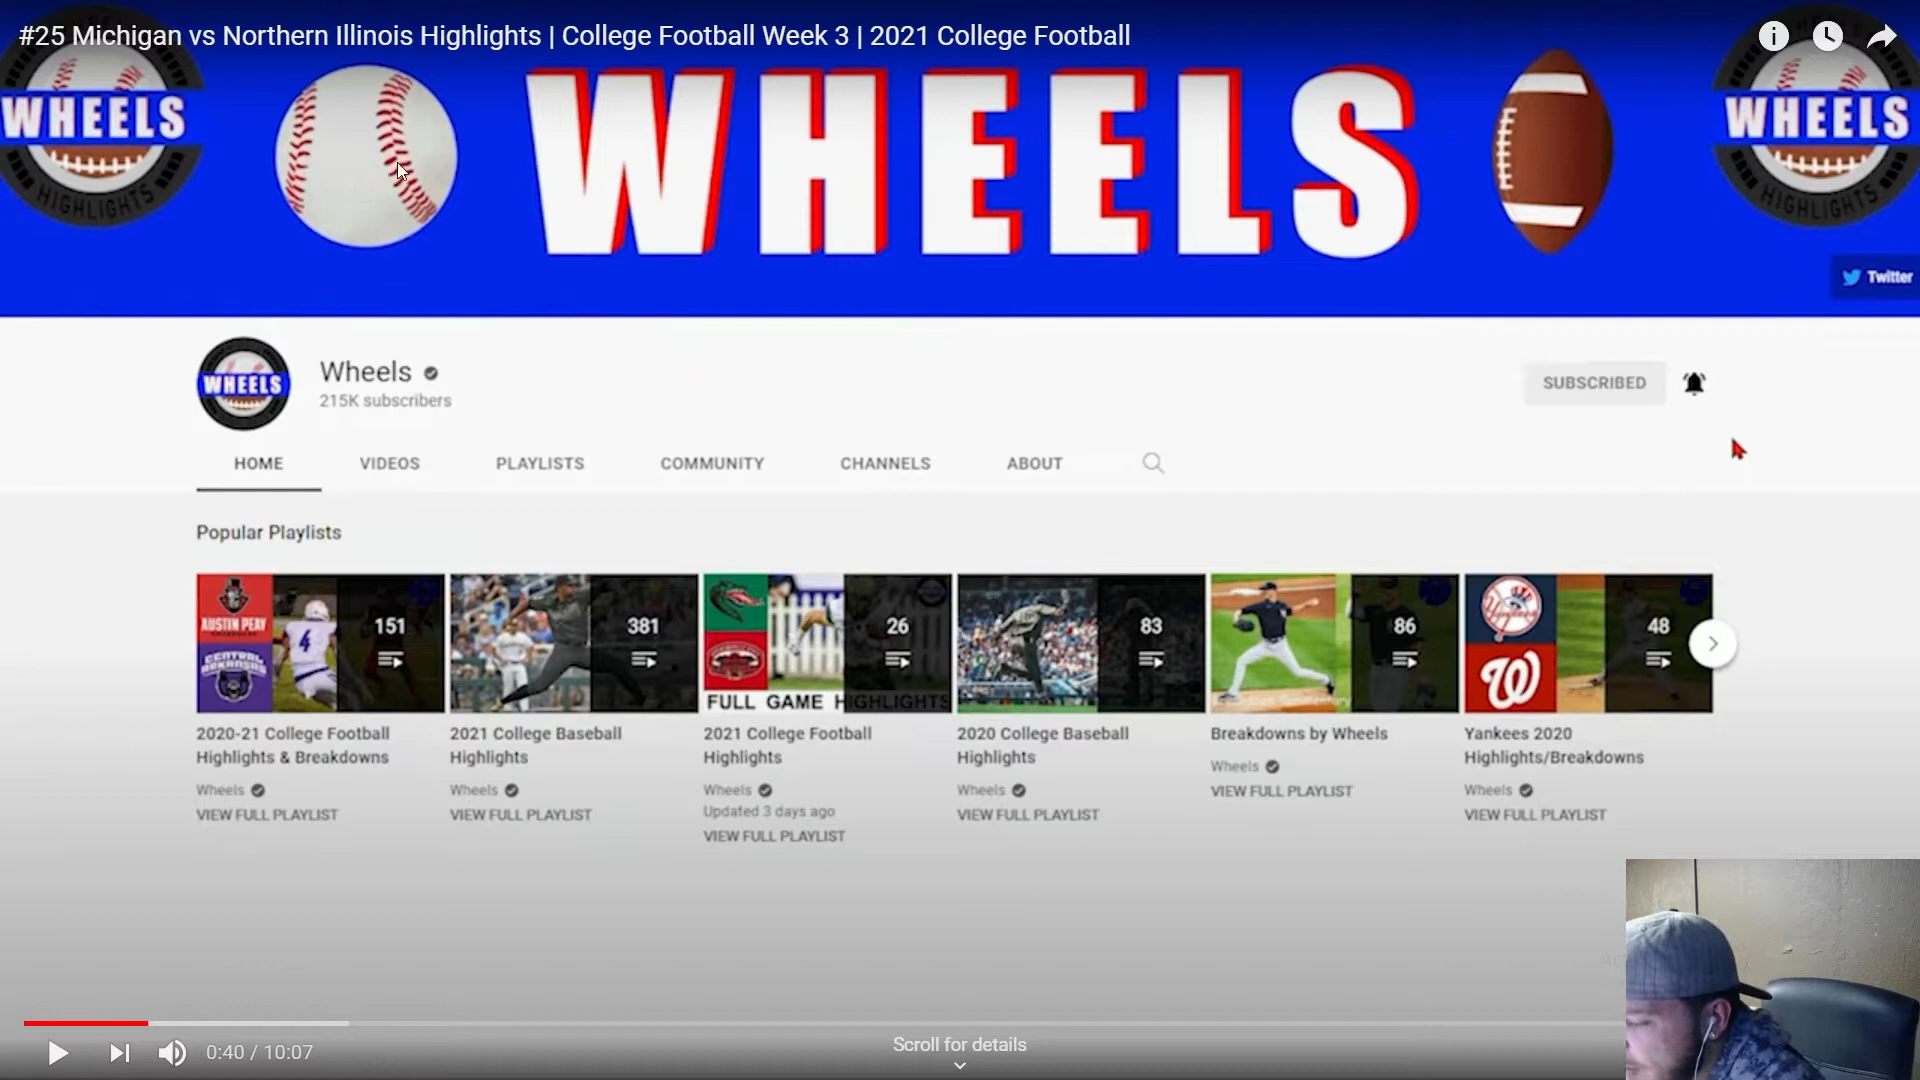 #25 Michigan vs Northern Illinois Highlights | College Football Week 3 | 2021 College Football
WHEELS
HIGHLIGHTS
WHEELS
WHEELS
HIGHLIGHTS
Twitter
WHEELS
Wheels
215K subscribers
SUBSCRIBED
HOME VIDEOS PLAYLISTS COMMUNITY CHANNELS ABOUT
Popular Playlists
AUSTIN PEAY
CENTRAL
ARKANSAS
4
151
381
26
FULL GAME HIGHLIGHTS
83
86
48
2020-21 College Football
Highlights & Breakdowns
Wheels
VIEW FULL PLAYLIST
2021 College Baseball
Highlights
Wheels
VIEW FULL PLAYLIST
2021 College Football
Highlights
Wheels
Updated 3 days ago
VIEW FULL PLAYLIST
2020 College Baseball
Highlights
Wheels
VIEW FULL PLAYLIST
Breakdowns by Wheels
Wheels
VIEW FULL PLAYLIST
Yankees 2020
Highlights/Breakdowns
Wheels
VIEW FULL PLAYLIST
0:40 / 10:07
Scroll for details